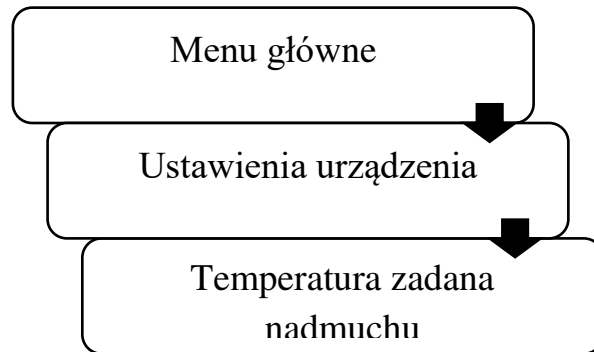 Menu główne
Ustawienia urządzenia
Temperatura zadana
nadmuchu